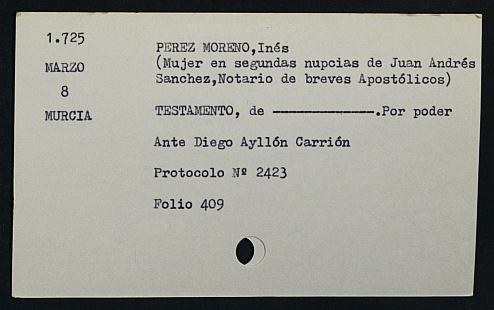 1.725
MARZO
8
MURCIA
PEREZ MORENO,Inés
(Mujer en segundas nupcias de Juan Andrés
Sanchez,Notario de breves Apostólicos)
TESTAMENTO, de —————————————.Por poder
Ante Diego Ayllón Carrión
Protocolo Nº 2423
Folio 409